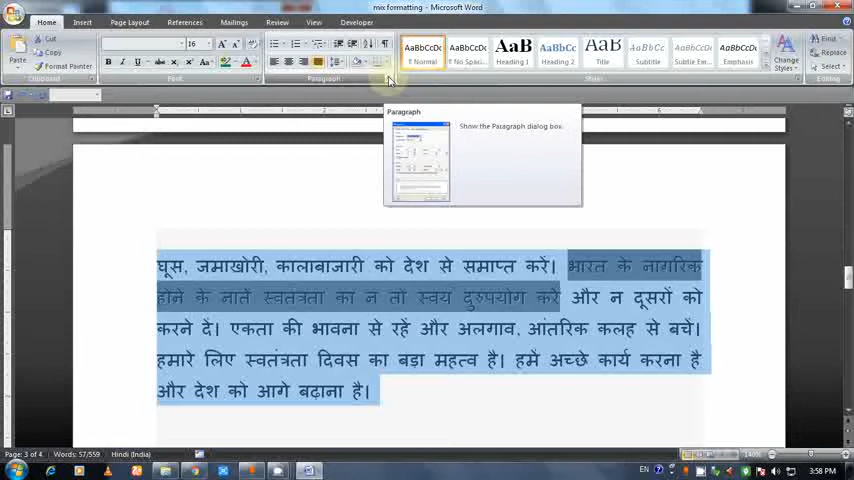 mix formatting - Microsoft Word
Home Insert Page Layout References Mailings Review View Developer
Paste Cut Copy Format Painter Clipboard
16 Font
Paragraph
AaBbCcDc ¶ Normal AaBbCcDc ¶ No Spaci... AaB Heading 1 AaBbCc Heading 2 AaB Title AaBbCc Subtitle AaBbCcDc Subtle Em... AaBbCcDc Emphasis Change Styles Styles
Find Replace Select Editing
Paragraph
Show the Paragraph dialog box.
घूस, जमाखोरी, कालाबाजारी को देश से समाप्त करें। भारत के नागरिक
होने के नाते स्वतंत्रता का न तो स्वयं दुरुपयोग करें और न दूसरों को
करने दें। एकता की भावना से रहें और अलगाव, आंतरिक कलह से बचें।
हमारे लिए स्वतंत्रता दिवस का बड़ा महत्व है। हमें अच्छे कार्य करना है
और देश को आगे बढ़ाना है।
Page: 3 of 4 Words: 57/559 Hindi (India) 140%
EN 3:58 PM